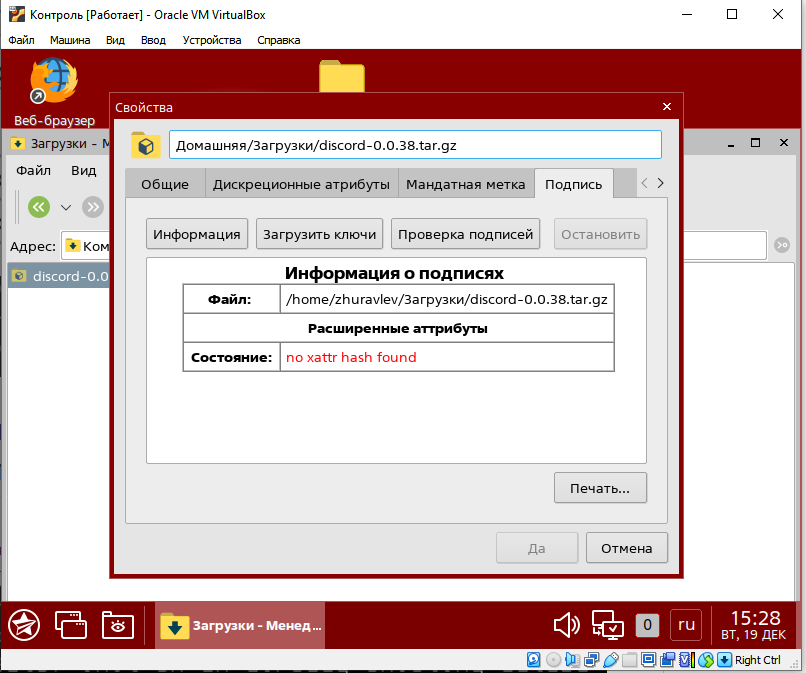 Контроль [Работает] - Oracle VM VirtualBox
Файл Машина Вид Ввод Устройства Справка
Веб-браузер
Загрузки - М
Файл Вид
Адрес: Ком
discord-0.0
Свойства
Домашняя/Загрузки/discord-0.0.38.tar.gz
Общие Дискреционные атрибуты Мандатная метка Подпись
Информация Загрузить ключи Проверка подписей Остановить
Информация о подписях
Файл: /home/zhuravlev/Загрузки/discord-0.0.38.tar.gz
Расширенные аттрибуты
Состояние: no xattr hash found
Печать...
Да Отмена
Загрузки - Менед...
0 ru 15:28
ВТ, 19 ДЕК
Right Ctrl